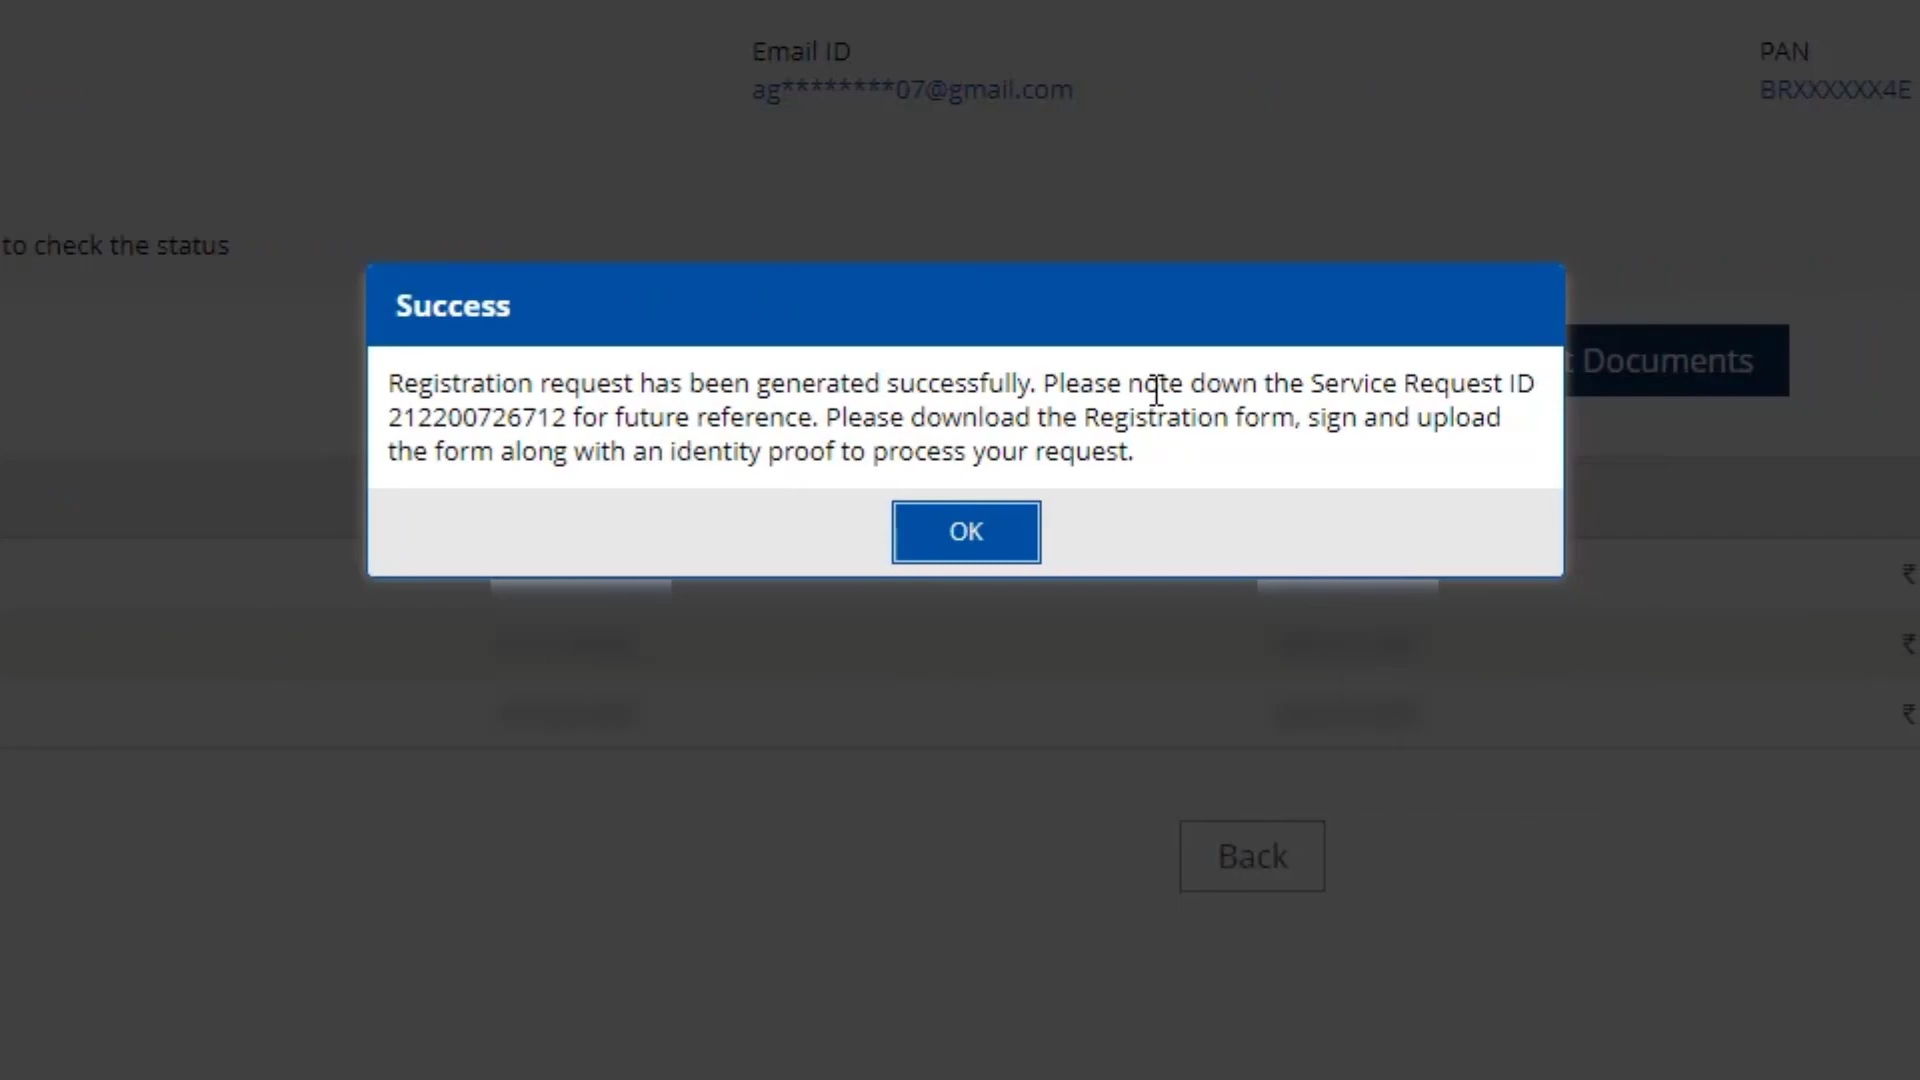 Email ID
PAN
ag********07@gmail.com
BRXXXXXX4E
to check the status
Success
Documents
Registration request has been generated successfully. Please note down the Service Request ID
212200726712 for future reference. Please download the Registration form, sign and upload
the form along with an identity proof to process your request.
OK
₹
₹
₹
Back